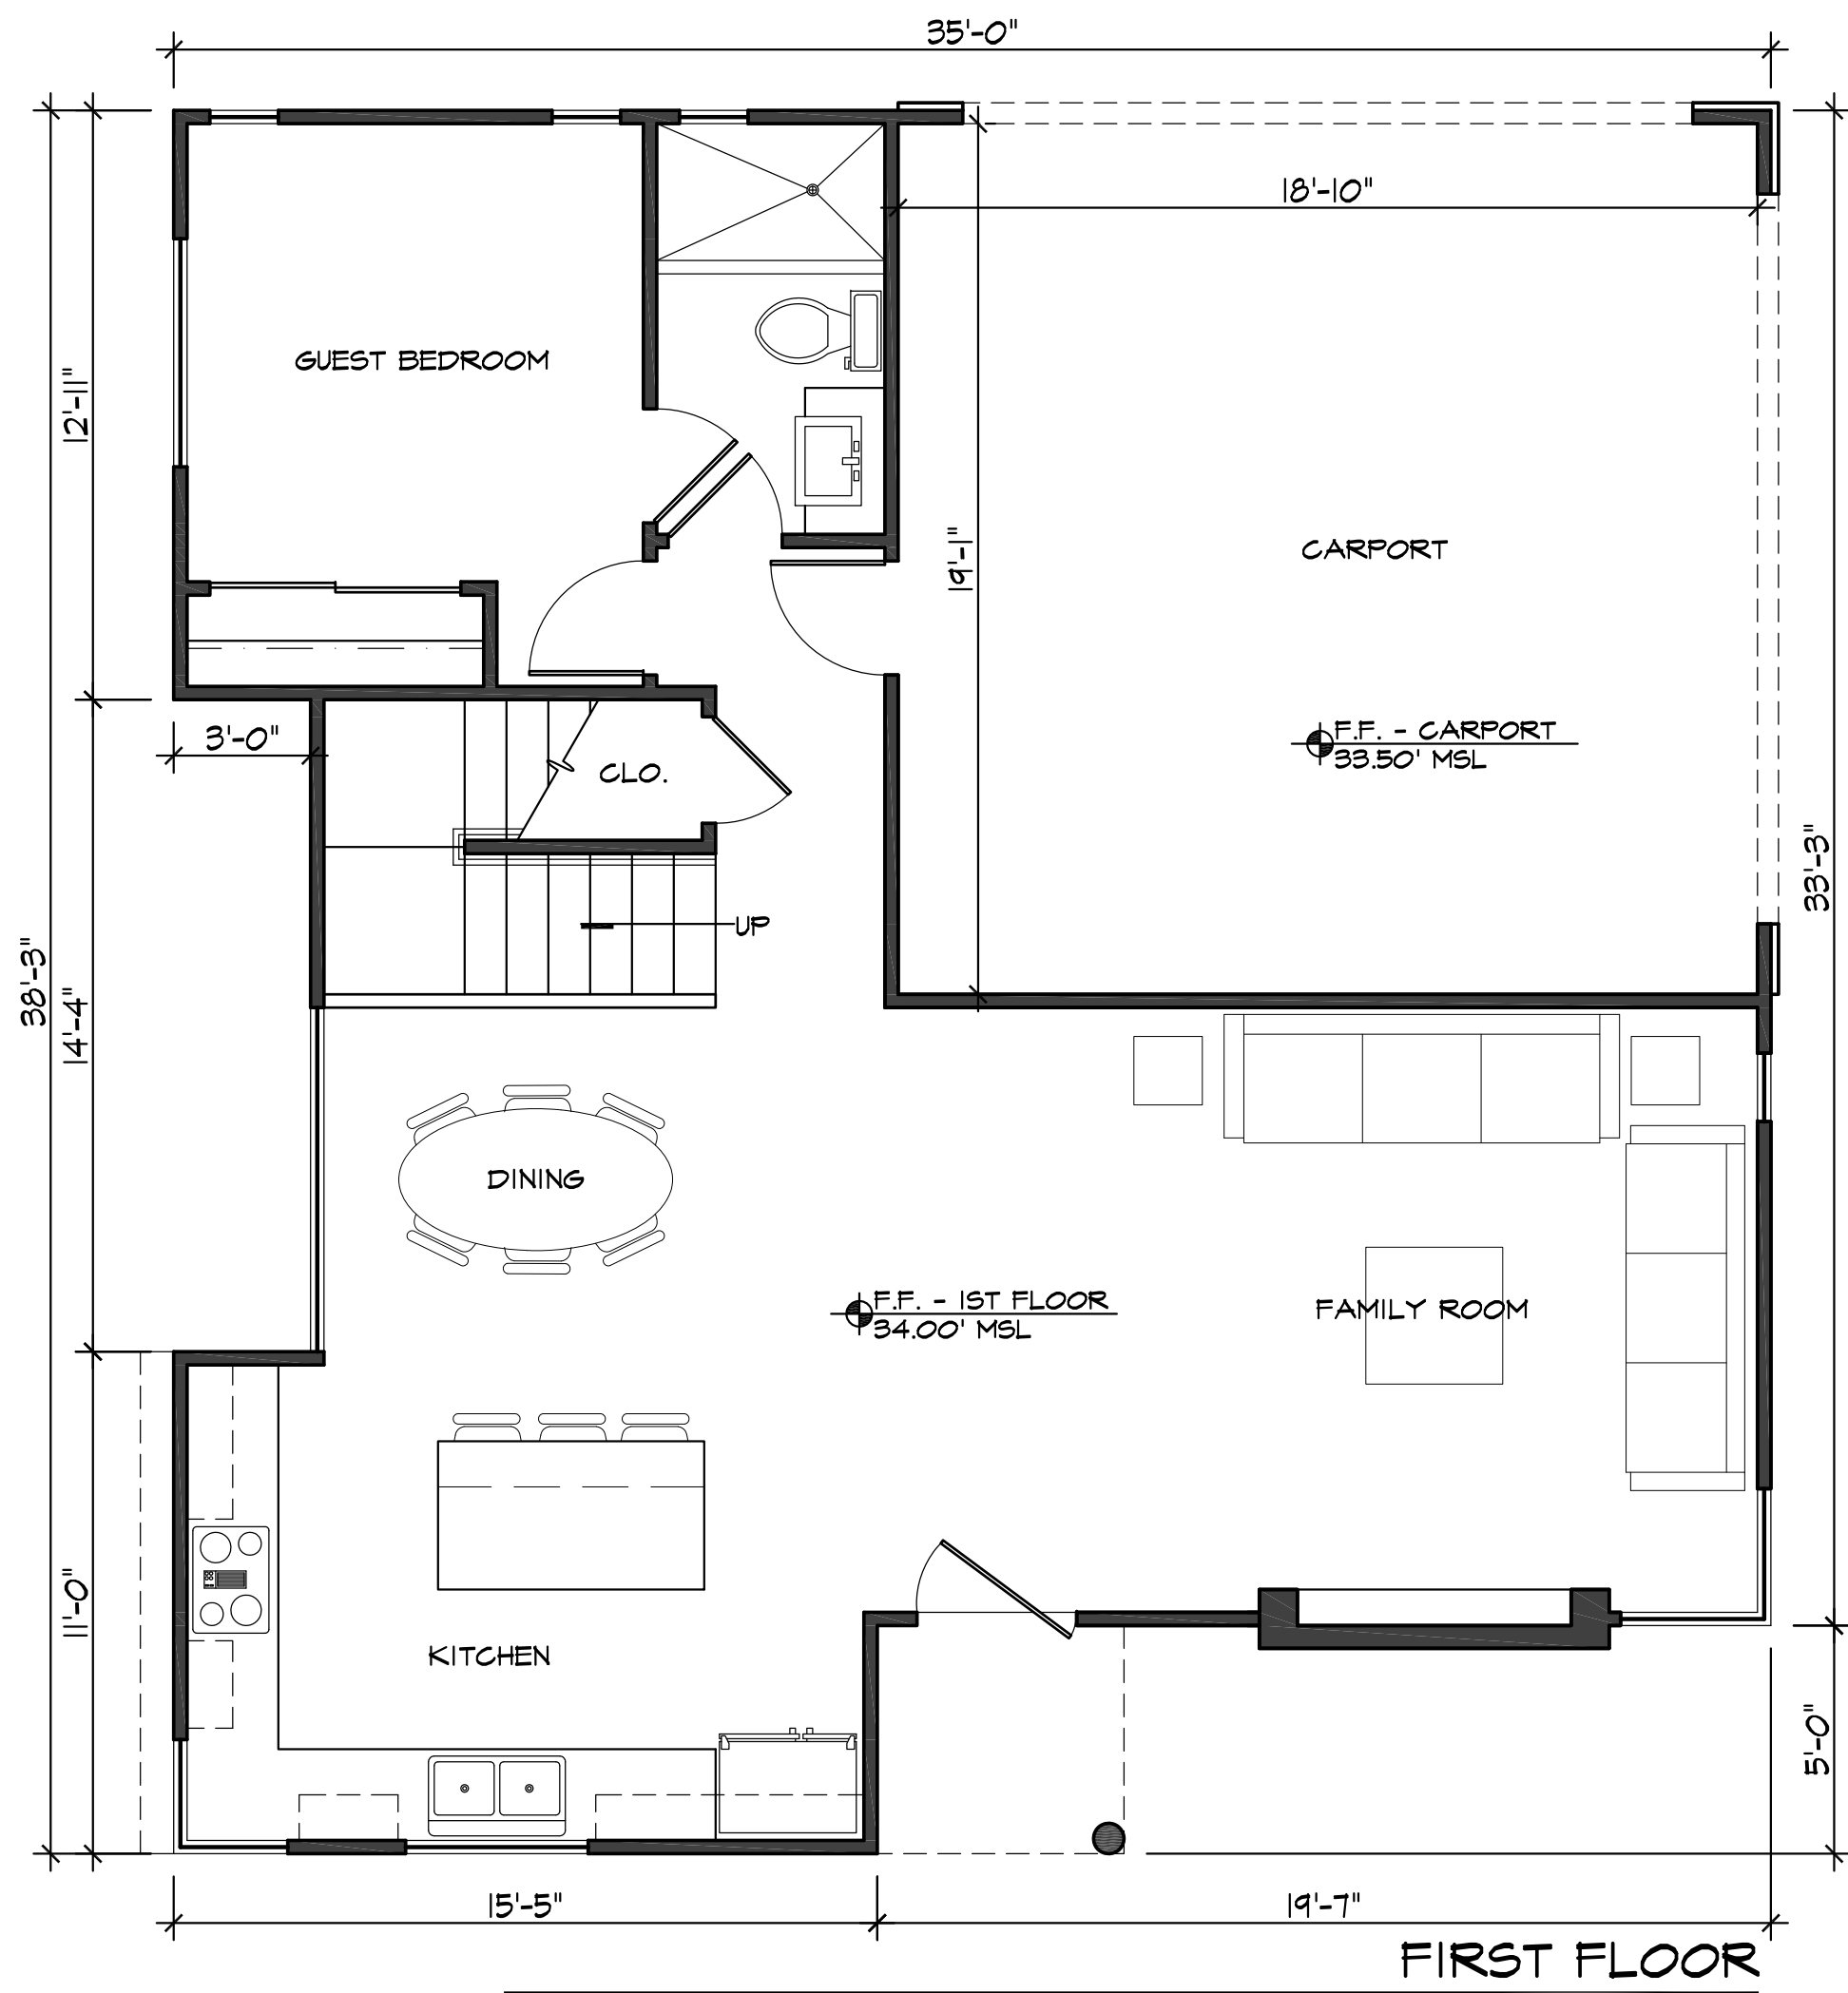 35'-0"
18'-10"
GUEST BEDROOM
12'-11"
CARPORT
19'-1"
F.F. - CARPORT
33.50' MSL
3'-0"
CLO.
33'-3"
UP
38'-3"
14'-4"
DINING
F.F. - 1ST FLOOR
34.00' MSL
FAMILY ROOM
11'-0"
KITCHEN
5'-0"
15'-5"
19'-7"
FIRST FLOOR